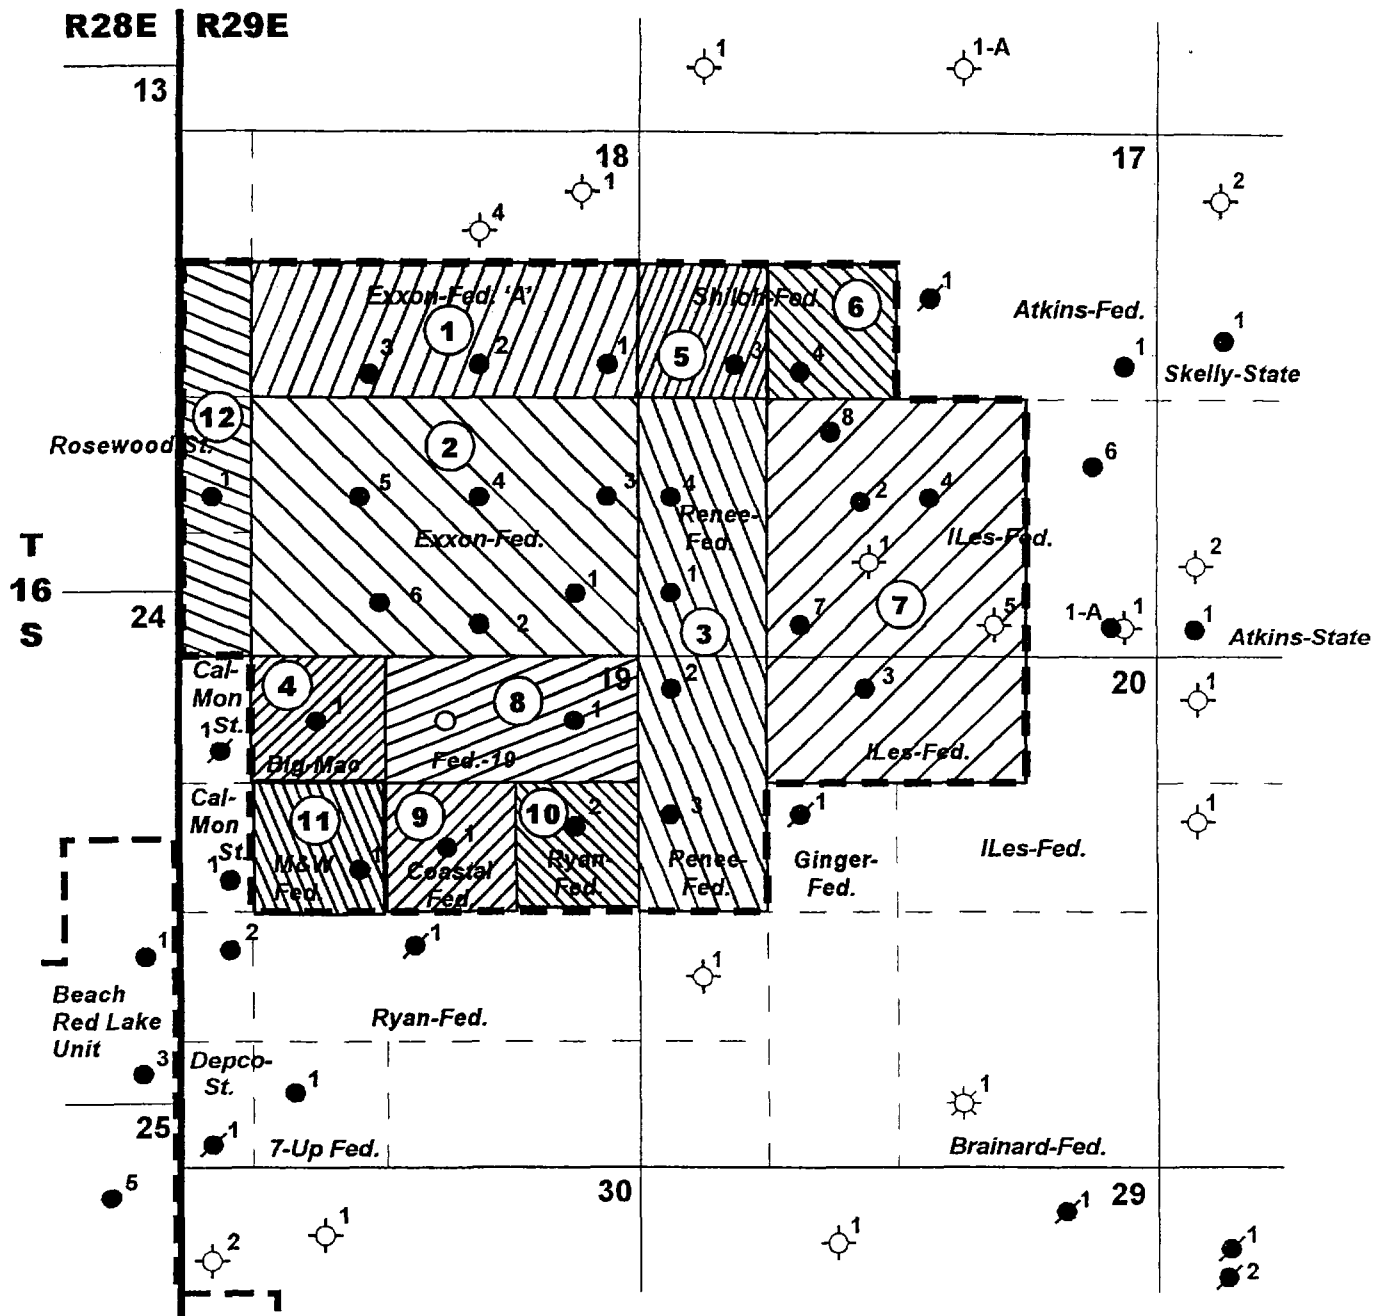 R28E R29E
13
1
1-A
18
17
1
4
2
Exxon-Fed. 'A'
Shiloh-Fed.
6
1
Atkins-Fed.
1
3
2
1
5
3
4
1
1
Skelly-State
12
Rosewood St.
2
8
6
1
5
4
3
4
Renee-
Fed.
2
4
ILes-Fed.
Exxon-Fed.
1
2
T
16
S
24
6
2
1
1
3
7
7
5
1-A
1
1
Atkins-State
Cal-
Mon
St.
1
4
1
8
19
1
2
3
20
1
Big-Mac
Fed.-19
ILes-Fed.
Cal-
Mon
St.
1
11
1
M&W
Fed.
9
1
Coastal
Fed.
10
2
Ryan-
Fed.
3
Renee-
Fed.
1
Ginger-
Fed.
ILes-Fed.
1
1
2
1
1
Beach
Red Lake
Unit
Ryan-Fed.
3
Depco-
St.
1
1
25
1
7-Up Fed.
Brainard-Fed.
5
30
29
1
2
1
1
1
2